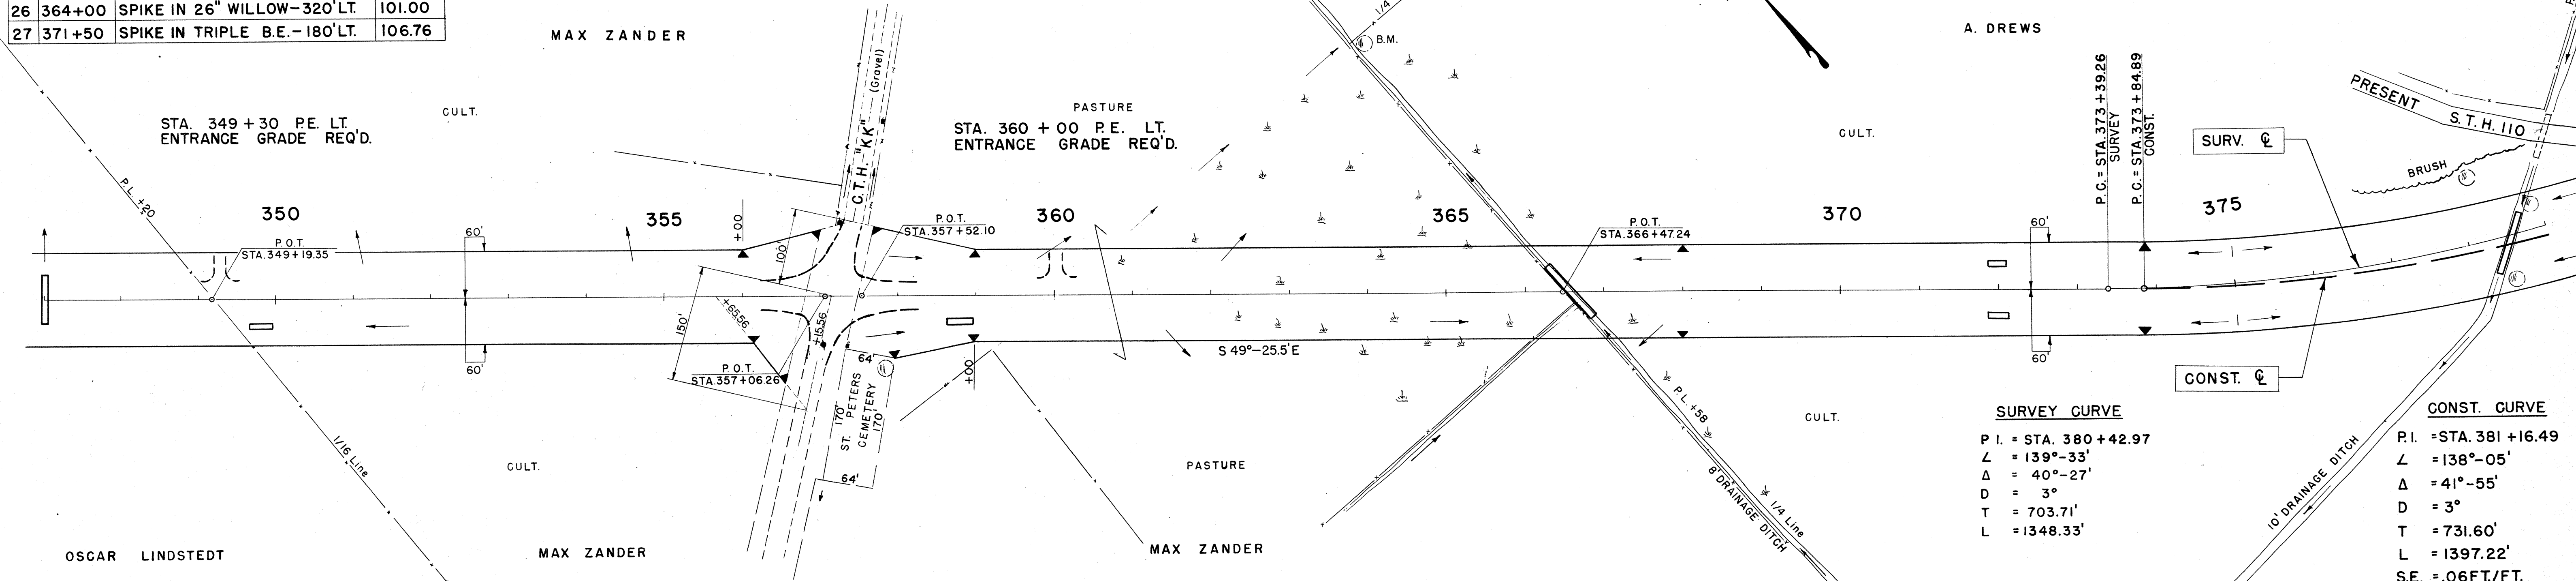 26 364+00 SPIKE IN 26" WILLOW-320' LT. 101.00
27 371+50 SPIKE IN TRIPLE B.E.-180' LT. 106.76
MAX ZANDER
CULT.
STA. 349+30 P.E. LT.
ENTRANCE GRADE REQ'D.
P.L. +20
350
355
+00
60'
P.O.T.
STA. 349+19.35
60'
C.T.H. "KK" (Gravel)
100'
P.O.T.
STA. 357+52.10
PASTURE
STA. 360+00 P.E. LT.
ENTRANCE GRADE REQ'D.
360
1/4
B.M.
365
P.O.T.
STA. 366+47.24
A. DREWS
CULT.
370
60'
60'
P.C. = STA. 373+39.26
SURVEY
P.C. = STA. 373+84.89
CONST.
375
SURV. ℄
PRESENT
S.T.H. 110
BRUSH
CONST. ℄
+65.56
+15.56
150'
P.O.T.
STA. 357+06.26
64'
ST. PETERS
CEMETERY
170'
170'
64'
+00
S 49°-25.5' E
1/16 Line
CULT.
OSCAR LINDSTEDT
MAX ZANDER
PASTURE
MAX ZANDER
P.L. +58
8' DRAINAGE DITCH
1/4 Line
CULT.
SURVEY CURVE
P.I. = STA. 380+42.97
∠ = 139°-33'
Δ = 40°-27'
D = 3°
T = 703.71'
L = 1348.33'
10' DRAINAGE DITCH
CONST. CURVE
P.I. = STA. 381+16.49
∠ = 138°-05'
Δ = 41°-55'
D = 3°
T = 731.60'
L = 1397.22'
S.E. = .06 FT./FT.